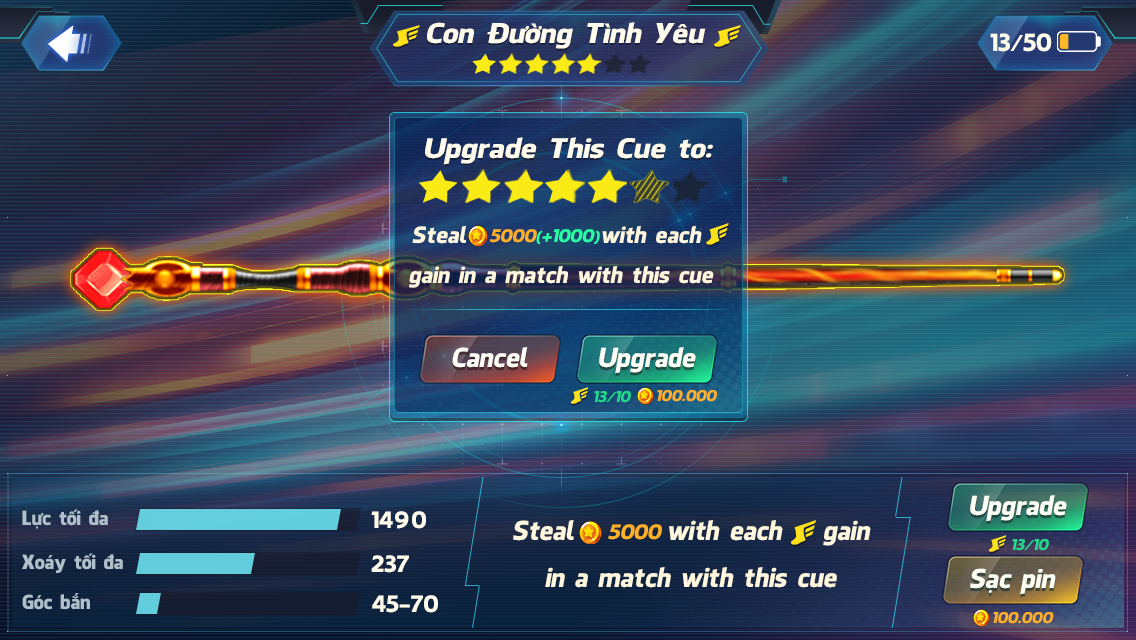 Con Đường Tình Yêu
13/50
Upgrade This Cue to:
Steal 5000(+1000) with each
gain in a match with this cue
Cancel
Upgrade
13/10 100.000
Lực tối đa 1490
Xoáy tối đa 237
Góc bắn 45-70
Steal 5000 with each gain
in a match with this cue
Upgrade
13/10
Sạc pin
100.000